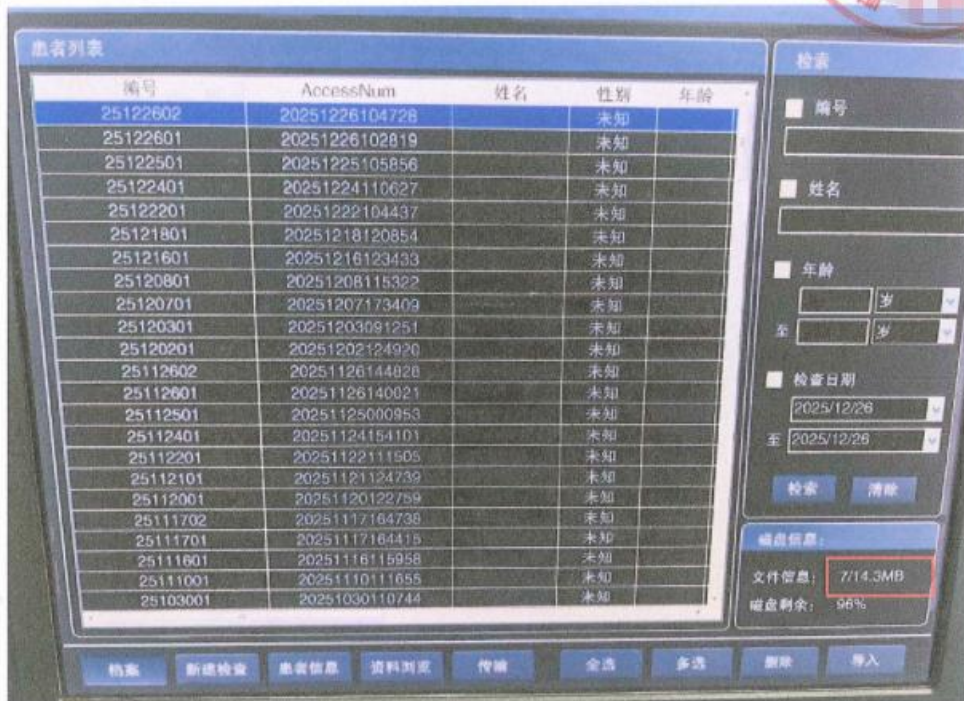 患者列表
编号 AccessNum 姓名 性别 年龄
25122602 20251226104728 未知
25122601 20251226102819 未知
25122501 20251225105856 未知
25122401 20251224110627 未知
25122201 20251222104437 未知
25121801 20251218120854 未知
25121601 20251216123433 未知
25120801 20251208115322 未知
25120701 20251207173409 未知
25120301 20251203091251 未知
25120201 20251202124920 未知
25112602 20251126144828 未知
25112601 20251126140021 未知
25112501 20251125000953 未知
25112401 20251124154101 未知
25112201 20251122111505 未知
25112101 20251121124739 未知
25112001 20251120122759 未知
25111702 20251117164738 未知
25111701 20251117164415 未知
25111601 20251116115958 未知
25111001 20251110111655 未知
25103001 20251030110744 未知
检索
编号
姓名
年龄
岁
至 岁
检查日期
2025/12/26
至 2025/12/26
检索 清除
磁盘信息:
文件信息: 7/14.3MB
磁盘剩余: 96%
档案 新建检查 患者信息 资料浏览 传输 全选 多选 删除 导入